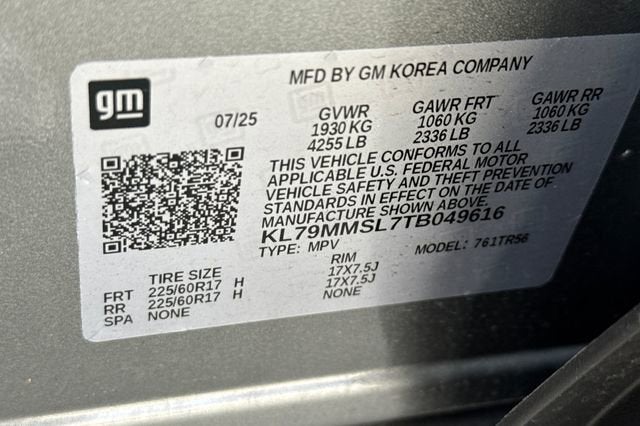 gm
MFD BY GM KOREA COMPANY
07/25
GVWR
1930 KG
4255 LB
GAWR FRT
1060 KG
2336 LB
GAWR RR
1060 KG
2336 LB
THIS VEHICLE CONFORMS TO ALL
APPLICABLE U.S. FEDERAL MOTOR
VEHICLE SAFETY AND THEFT PREVENTION
STANDARDS IN EFFECT ON THE DATE OF
MANUFACTURE SHOWN ABOVE.
KL79MMSL7TB049616
TYPE: MPV
MODEL: 761TR56
TIRE SIZE RIM
FRT 225/60R17 H 17X7.5J
RR 225/60R17 H 17X7.5J
SPA NONE NONE